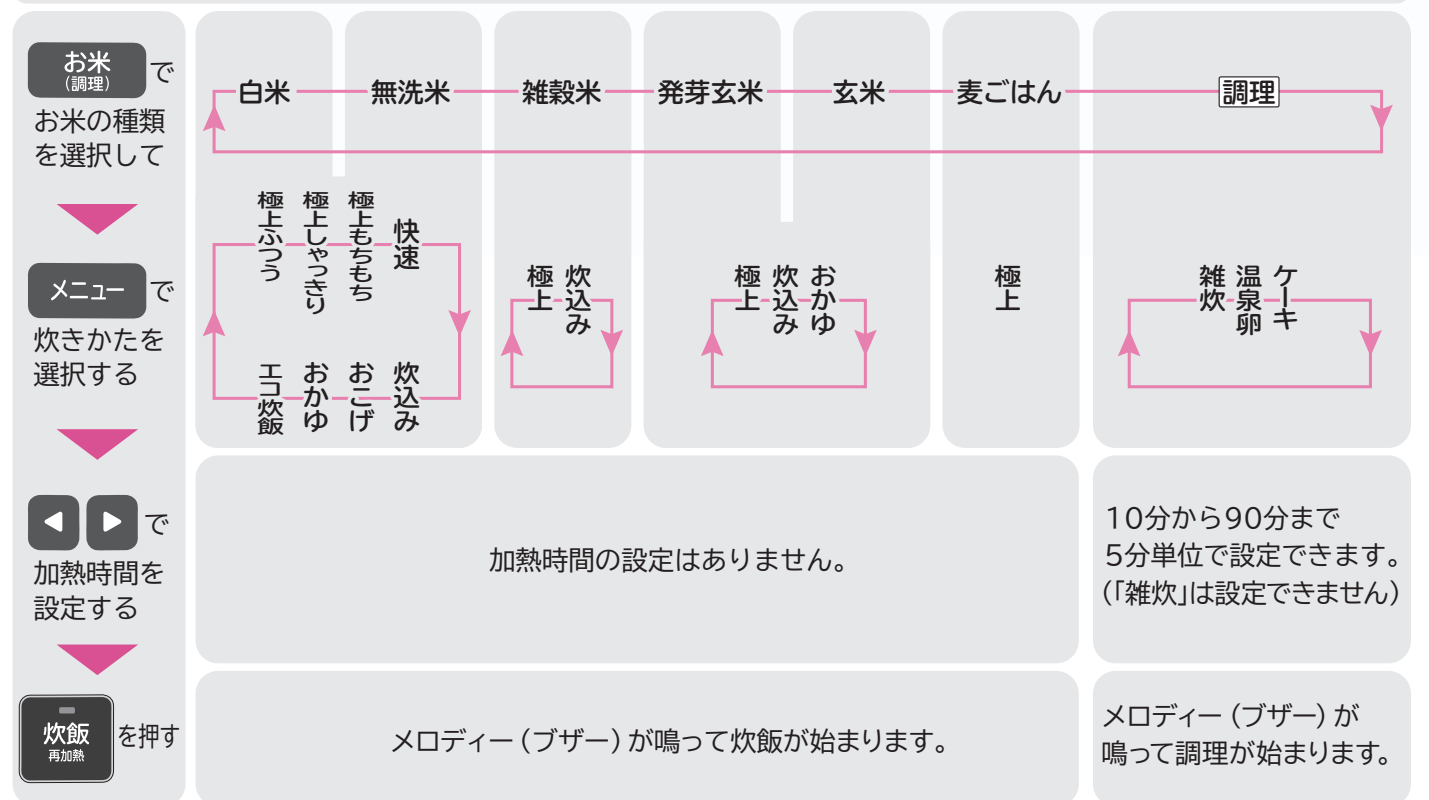 お米
(調理)
で
お米の種類
を選択して
白米
無洗米
雑穀米
発芽玄米
玄米
麦ごはん
調理
メニュー
で
炊きかたを
選択する
極上ふつう
極上しゃっきり
極上もちもち
快速
エコ炊飯
おかゆ
おこげ
炊込み
極上
炊込み
極上
炊込み
おかゆ
極上
雑炊
温泉卵
ケーキ
で
加熱時間を
設定する
加熱時間の設定はありません。
10分から90分まで
5分単位で設定できます。
(「雑炊」は設定できません)
炊飯
再加熱
を押す
メロディー(ブザー)が鳴って炊飯が始まります。
メロディー(ブザー)が
鳴って調理が始まります。